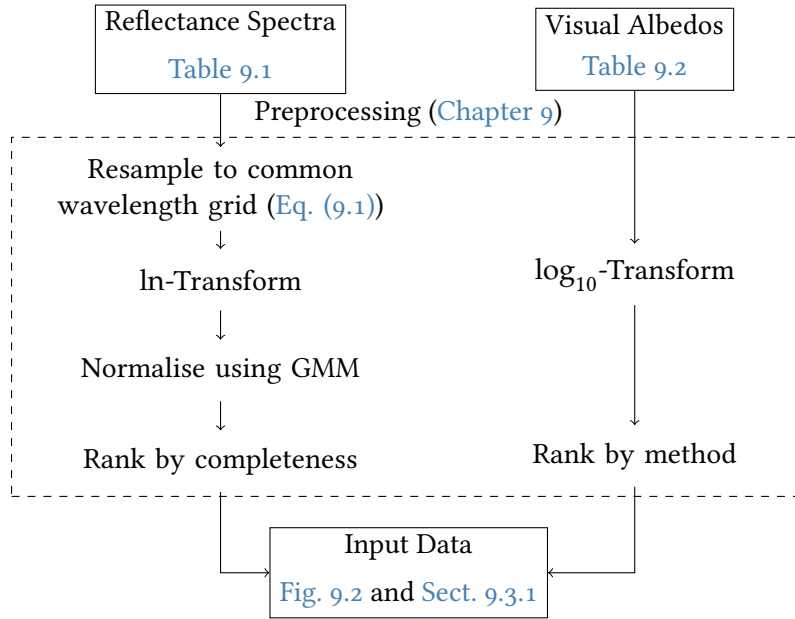 Reflectance Spectra
Table 9.1
Visual Albedos
Table 9.2
Preprocessing (Chapter 9)
Resample to common
wavelength grid (Eq. (9.1))
ln-Transform
Normalise using GMM
Rank by completeness
log₁₀-Transform
Rank by method
Input Data
Fig. 9.2 and Sect. 9.3.1